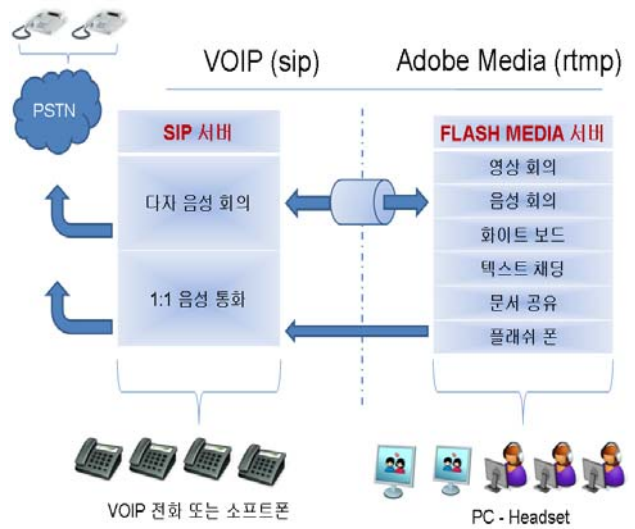 VOIP (sip)
Adobe Media (rtmp)
PSTN
SIP 서버
다자 음성 회의
1:1 음성 통화
FLASH MEDIA 서버
영상 회의
음성 회의
화이트 보드
텍스트 채딩
문서 공유
플래쉬 폰
VOIP 전화 또는 소프트폰
PC - Headset